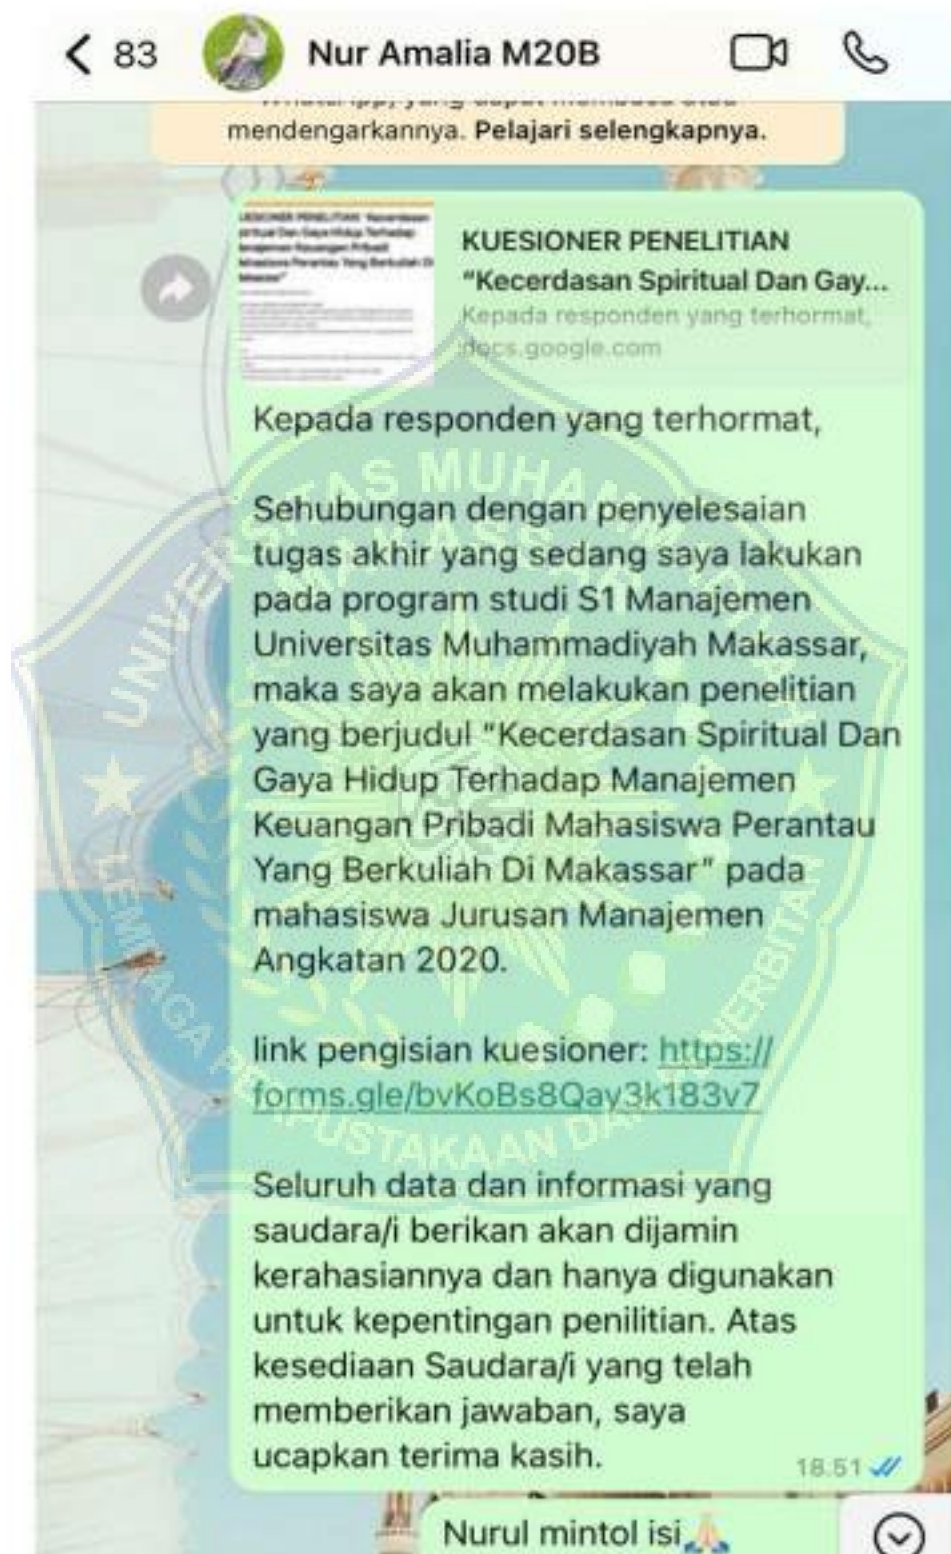 83
Nur Amalia M20B
mendengarkannya. Pelajari selengkapnya.
KUESIONER PENELITIAN
“Kecerdasan Spiritual Dan Gay...
Kepada responden yang terhormat,
docs.google.com
Kepada responden yang terhormat,
Sehubungan dengan penyelesaian
tugas akhir yang sedang saya lakukan
pada program studi S1 Manajemen
Universitas Muhammadiyah Makassar,
maka saya akan melakukan penelitian
yang berjudul “Kecerdasan Spiritual Dan
Gaya Hidup Terhadap Manajemen
Keuangan Pribadi Mahasiswa Perantau
Yang Berkuliah Di Makassar” pada
mahasiswa Jurusan Manajemen
Angkatan 2020.
link pengisian kuesioner: https://
forms.gle/bvKoBs8Qay3k183v7
Seluruh data dan informasi yang
saudara/i berikan akan dijamin
kerahasiannya dan hanya digunakan
untuk kepentingan penilitian. Atas
kesediaan Saudara/i yang telah
memberikan jawaban, saya
ucapkan terima kasih.
18.51
Nurul mintol isi🙏🏻